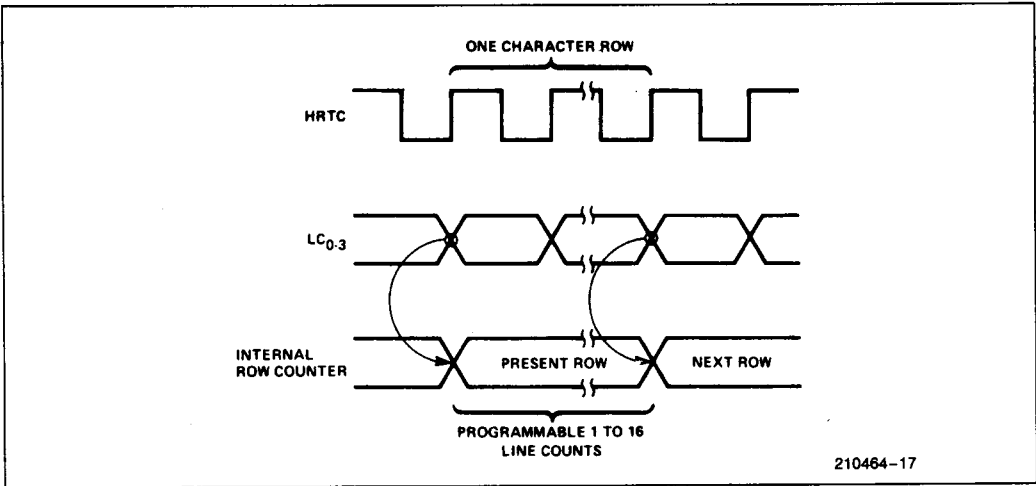 ONE CHARACTER ROW
HRTC
LC0-3
INTERNAL
ROW COUNTER
PRESENT ROW
NEXT ROW
PROGRAMMABLE 1 TO 16
LINE COUNTS
210464-17